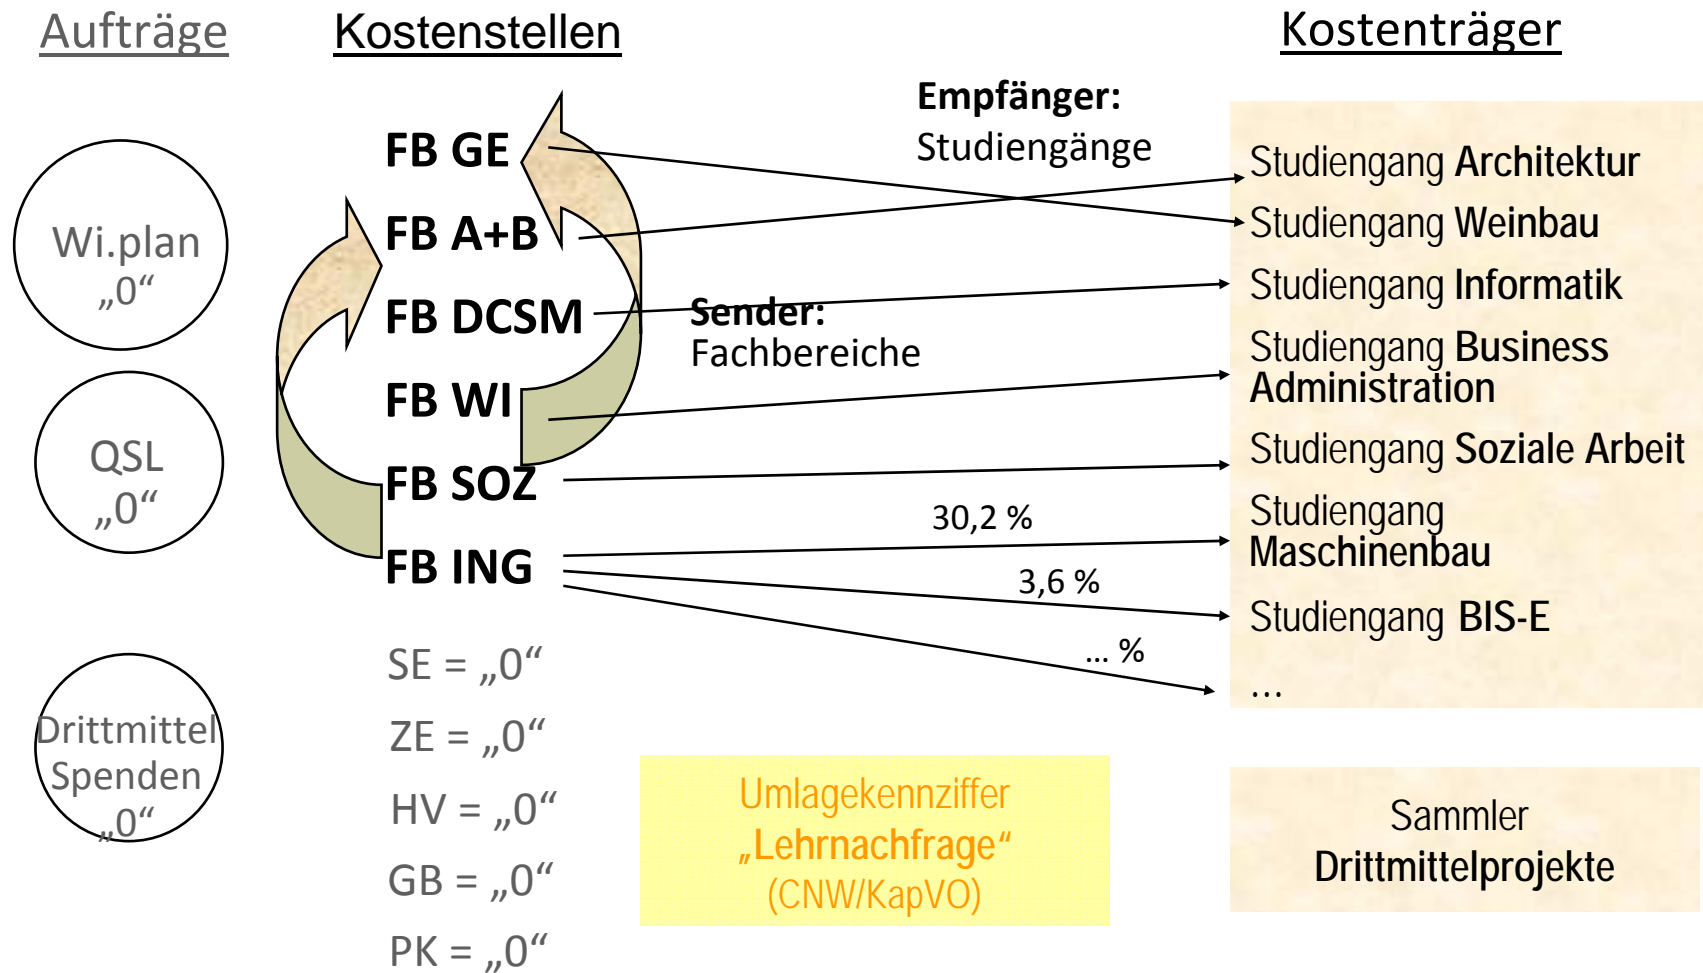 Aufträge
Kostenstellen
Kostenträger
Wi.plan
„0“
QSL
„0“
Drittmittel
Spenden
„0“
FB GE
FB A+B
FB DCSM
FB WI
FB SOZ
FB ING
SE = „0“
ZE = „0“
HV = „0“
GB = „0“
PK = „0“
Empfänger:
Studiengänge
Sender:
Fachbereiche
30,2 %
3,6 %
... %
Umlagekennziffer
„Lehrnachfrage“
(CNW/KapVO)
Studiengang Architektur
Studiengang Weinbau
Studiengang Informatik
Studiengang Business
Administration
Studiengang Soziale Arbeit
Studiengang
Maschinenbau
Studiengang BIS-E
...
Sammler
Drittmittelprojekte